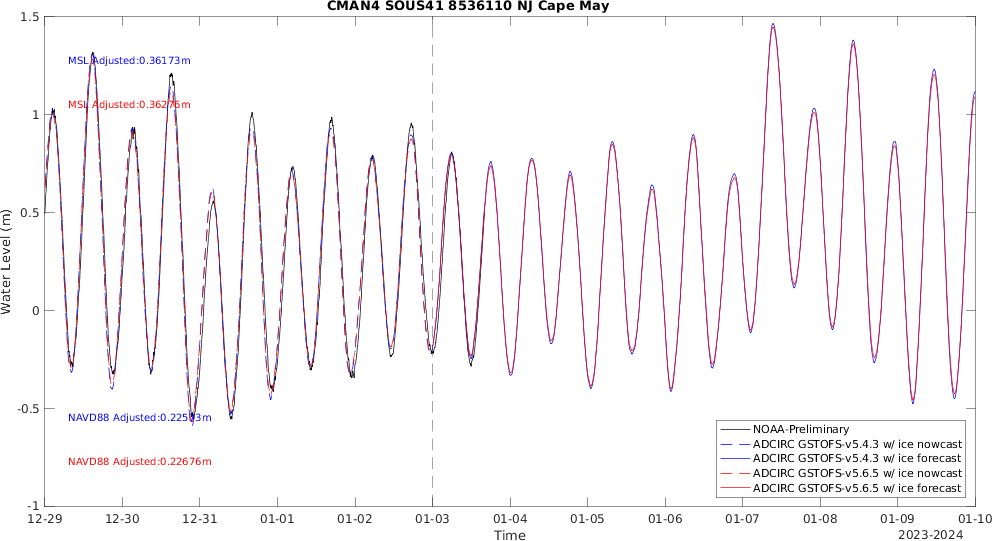 CMAN4 SOUS41 8536110 NJ Cape May
1.5
1
0.5
0
-0.5
-1
Water Level (m)
MSL Adjusted:0.36173m
MSL Adjusted:0.36275m
NAVD88 Adjusted:0.22573m
NAVD88 Adjusted:0.22676m
NOAA-Preliminary
ADCIRC GSTOFS-v5.4.3 w/ ice nowcast
ADCIRC GSTOFS-v5.4.3 w/ ice forecast
ADCIRC GSTOFS-v5.6.5 w/ ice nowcast
ADCIRC GSTOFS-v5.6.5 w/ ice forecast
12-29 12-30 12-31 01-01 01-02 01-03 01-04 01-05 01-06 01-07 01-08 01-09 01-10
Time
2023-2024